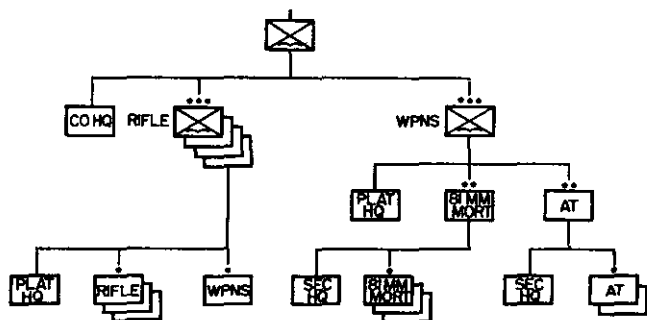 CO HQ
RIFLE
WPNS
PLAT
HQ
81 MM
MORT
AT
PLAT
HQ
RIFLE
WPNS
SEC
HQ
81 MM
MORT
SEC
HQ
AT